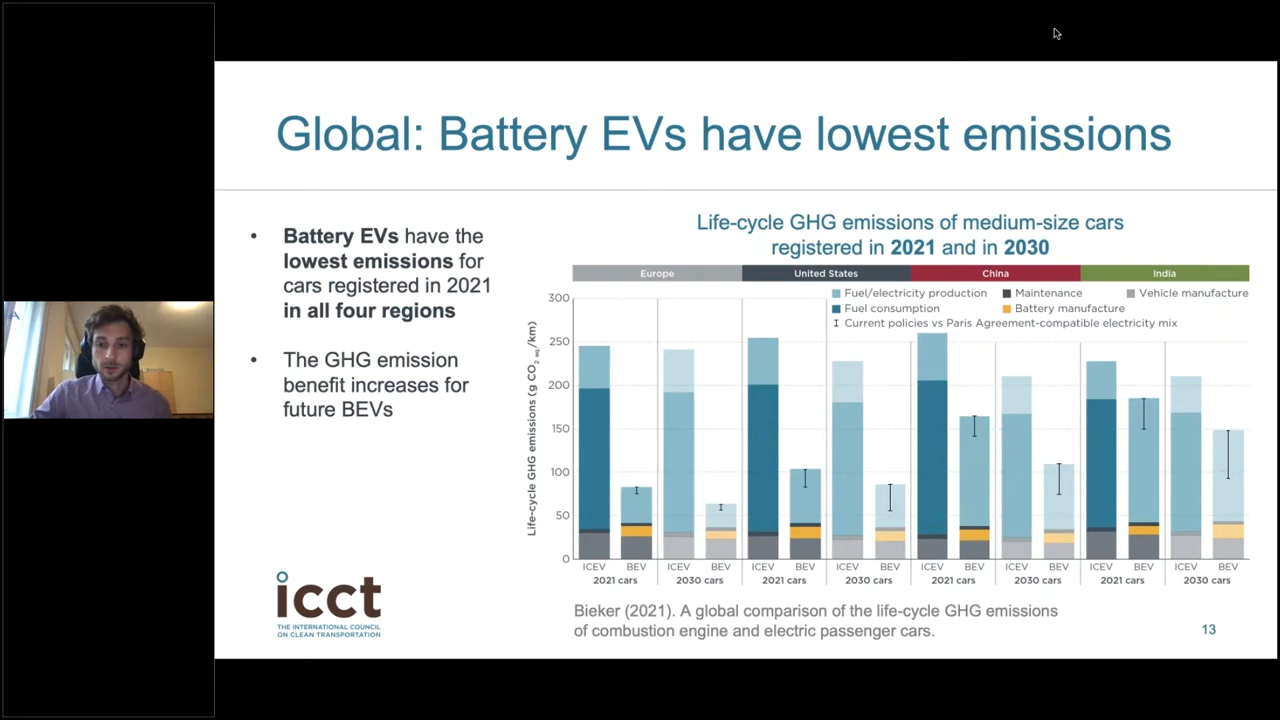 Global: Battery EVs have lowest emissions
• Battery EVs have the
lowest emissions for
cars registered in 2021
in all four regions
• The GHG emission
benefit increases for
future BEVs
Life-cycle GHG emissions of medium-size cars
registered in 2021 and in 2030
Europe United States China India
Fuel/electricity production Maintenance Vehicle manufacture
Fuel consumption Battery manufacture
Current policies vs Paris Agreement-compatible electricity mix
Life-cycle GHG emissions (g CO2 eq./km)
300
250
200
150
100
50
0
ICEV BEV ICEV BEV ICEV BEV ICEV BEV ICEV BEV ICEV BEV ICEV BEV ICEV BEV
2021 cars 2030 cars 2021 cars 2030 cars 2021 cars 2030 cars 2021 cars 2030 cars
icct
THE INTERNATIONAL COUNCIL
ON CLEAN TRANSPORTATION
Bieker (2021). A global comparison of the life-cycle GHG emissions
of combustion engine and electric passenger cars.
13